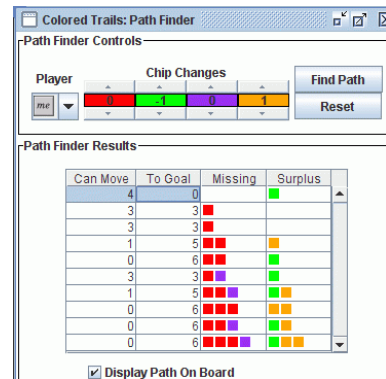 Colored Trails: Path Finder
Path Finder Controls
Player
Chip Changes
me
0 -1 0 1
Find Path
Reset
Path Finder Results
Can Move To Goal Missing Surplus
4 0
3 3
3 3
1 5
0 6
3 3
1 5
0 6
0 6
0 6
Display Path On Board